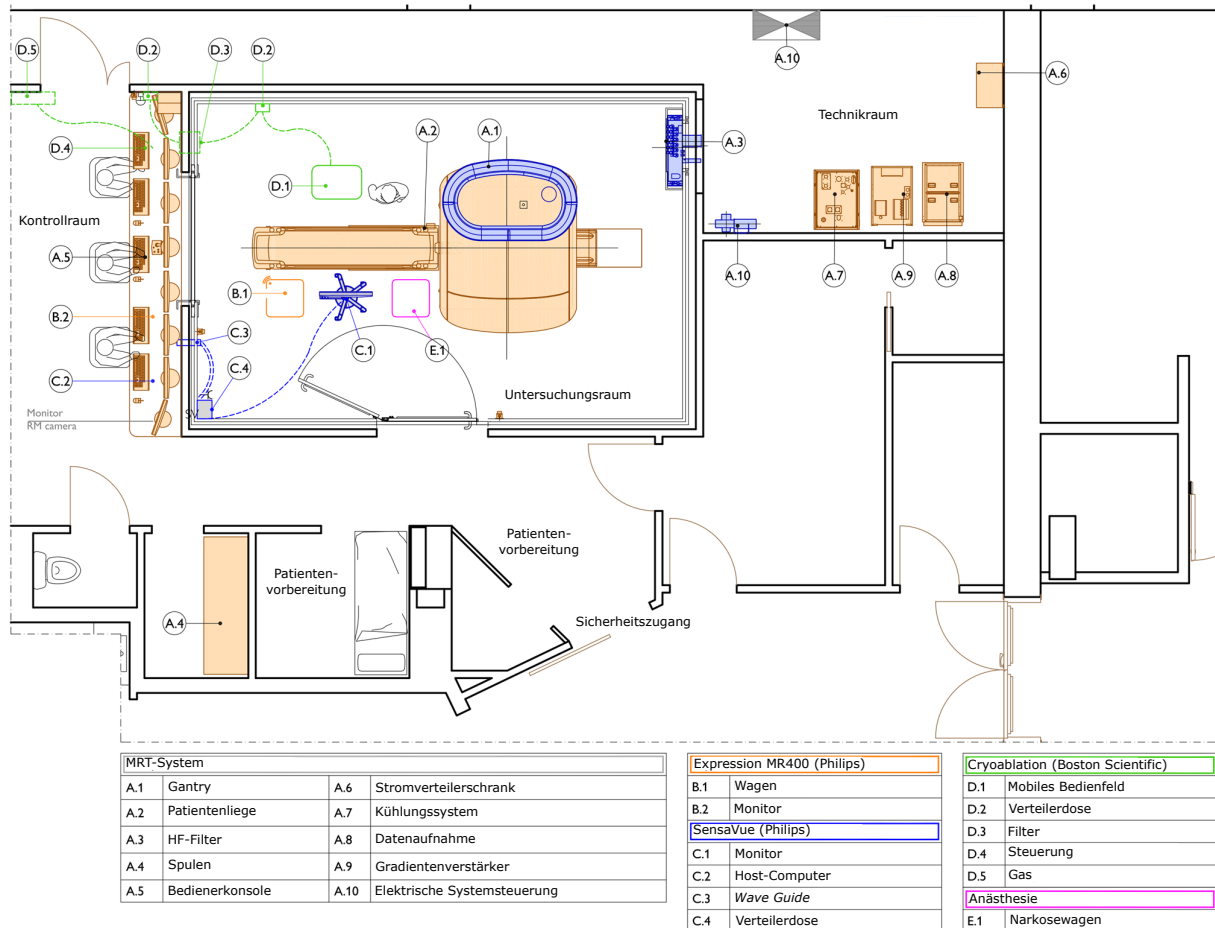 D.5
D.2
D.3
D.2
A.10
A.6
Technikraum
A.2
A.1
A.3
D.4
D.1
Kontrollraum
A.5
A.10
A.7
A.9
A.8
B.1
B.2
C.3
C.1
E.1
C.4
C.2
Untersuchungsraum
SV
Monitor
RM camera
Patienten-
vorbereitung
Patienten-
vorbereitung
A.4
Sicherheitszugang
MRT-System
A.1 Gantry A.6 Stromverteilerschrank
A.2 Patientenliege A.7 Kühlungssystem
A.3 HF-Filter A.8 Datenaufnahme
A.4 Spulen A.9 Gradientenverstärker
A.5 Bedienerkonsole A.10 Elektrische Systemsteuerung
Expression MR400 (Philips)
B.1 Wagen
B.2 Monitor
SensaVue (Philips)
C.1 Monitor
C.2 Host-Computer
C.3 Wave Guide
C.4 Verteilerdose
Cryoablation (Boston Scientific)
D.1 Mobiles Bedienfeld
D.2 Verteilerdose
D.3 Filter
D.4 Steuerung
D.5 Gas
Anästhesie
E.1 Narkosewagen